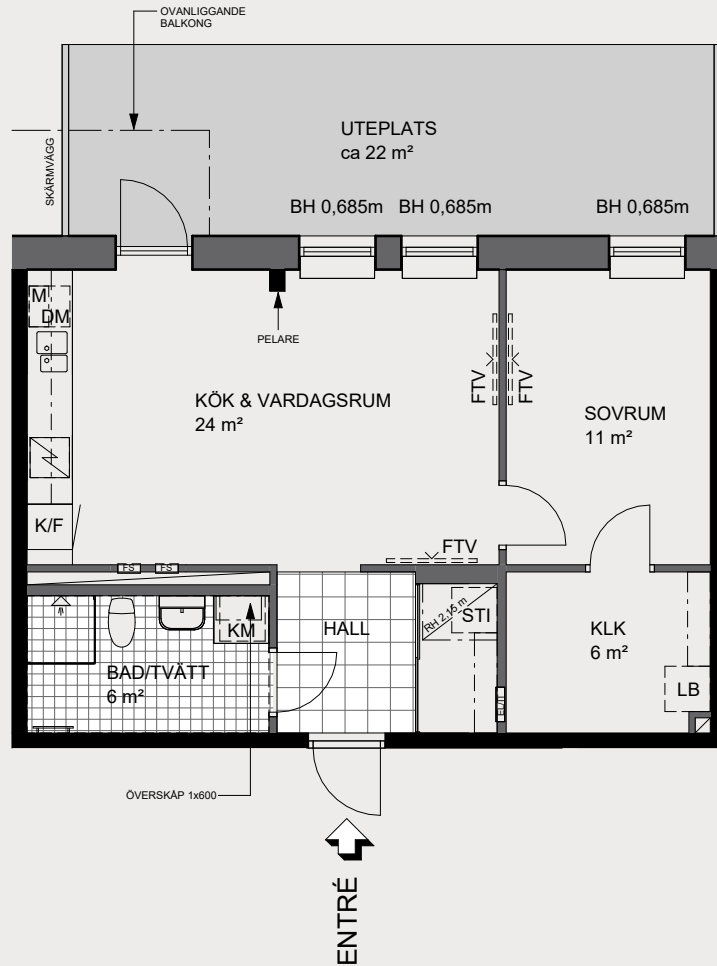 OVANLIGGANDE
BALKONG
SKÄRMVÄGG
UTEPLATS
ca 22 m²
BH 0,685m
BH 0,685m
BH 0,685m
M
DM
PELARE
FTV
FTV
KÖK & VARDAGSRUM
24 m²
SOVRUM
11 m²
K/F
FTV
FS
FS
RH 2,15 m
STI
KM
HALL
KLK
6 m²
BAD/TVÄTT
6 m²
LB
EL/IT
ÖVERSKÅP 1x600
ENTRÉ